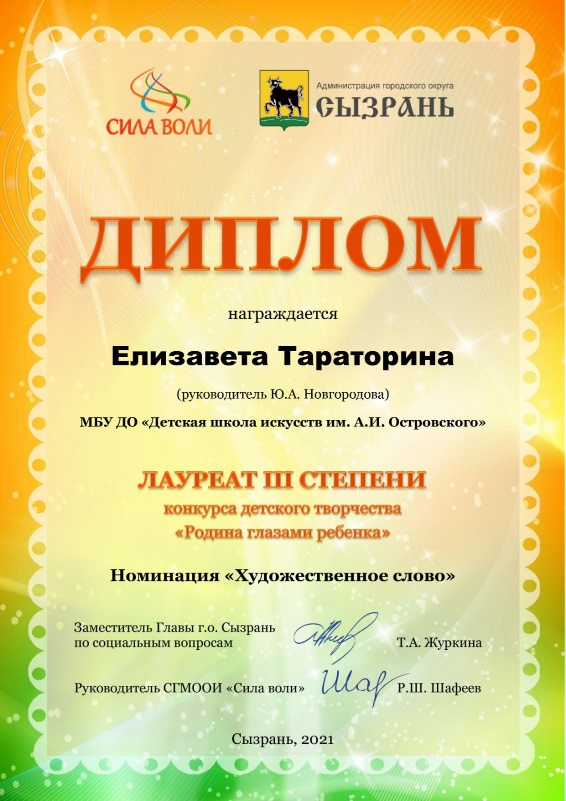 СИЛА ВОЛИ
Администрация городского округа
СЫЗРАНЬ
ДИПЛОМ
награждается
Елизавета Тараторина
(руководитель Ю.А. Новгородова)
МБУ ДО «Детская школа искусств им. А.И. Островского»
ЛАУРЕАТ III СТЕПЕНИ
конкурса детского творчества
«Родина глазами ребенка»
Номинация «Художественное слово»
Заместитель Главы г.о. Сызрань
по социальным вопросам Т.А. Журкина
Руководитель СГМООИ «Сила воли» Шаф Р.Ш. Шафеев
Сызрань, 2021